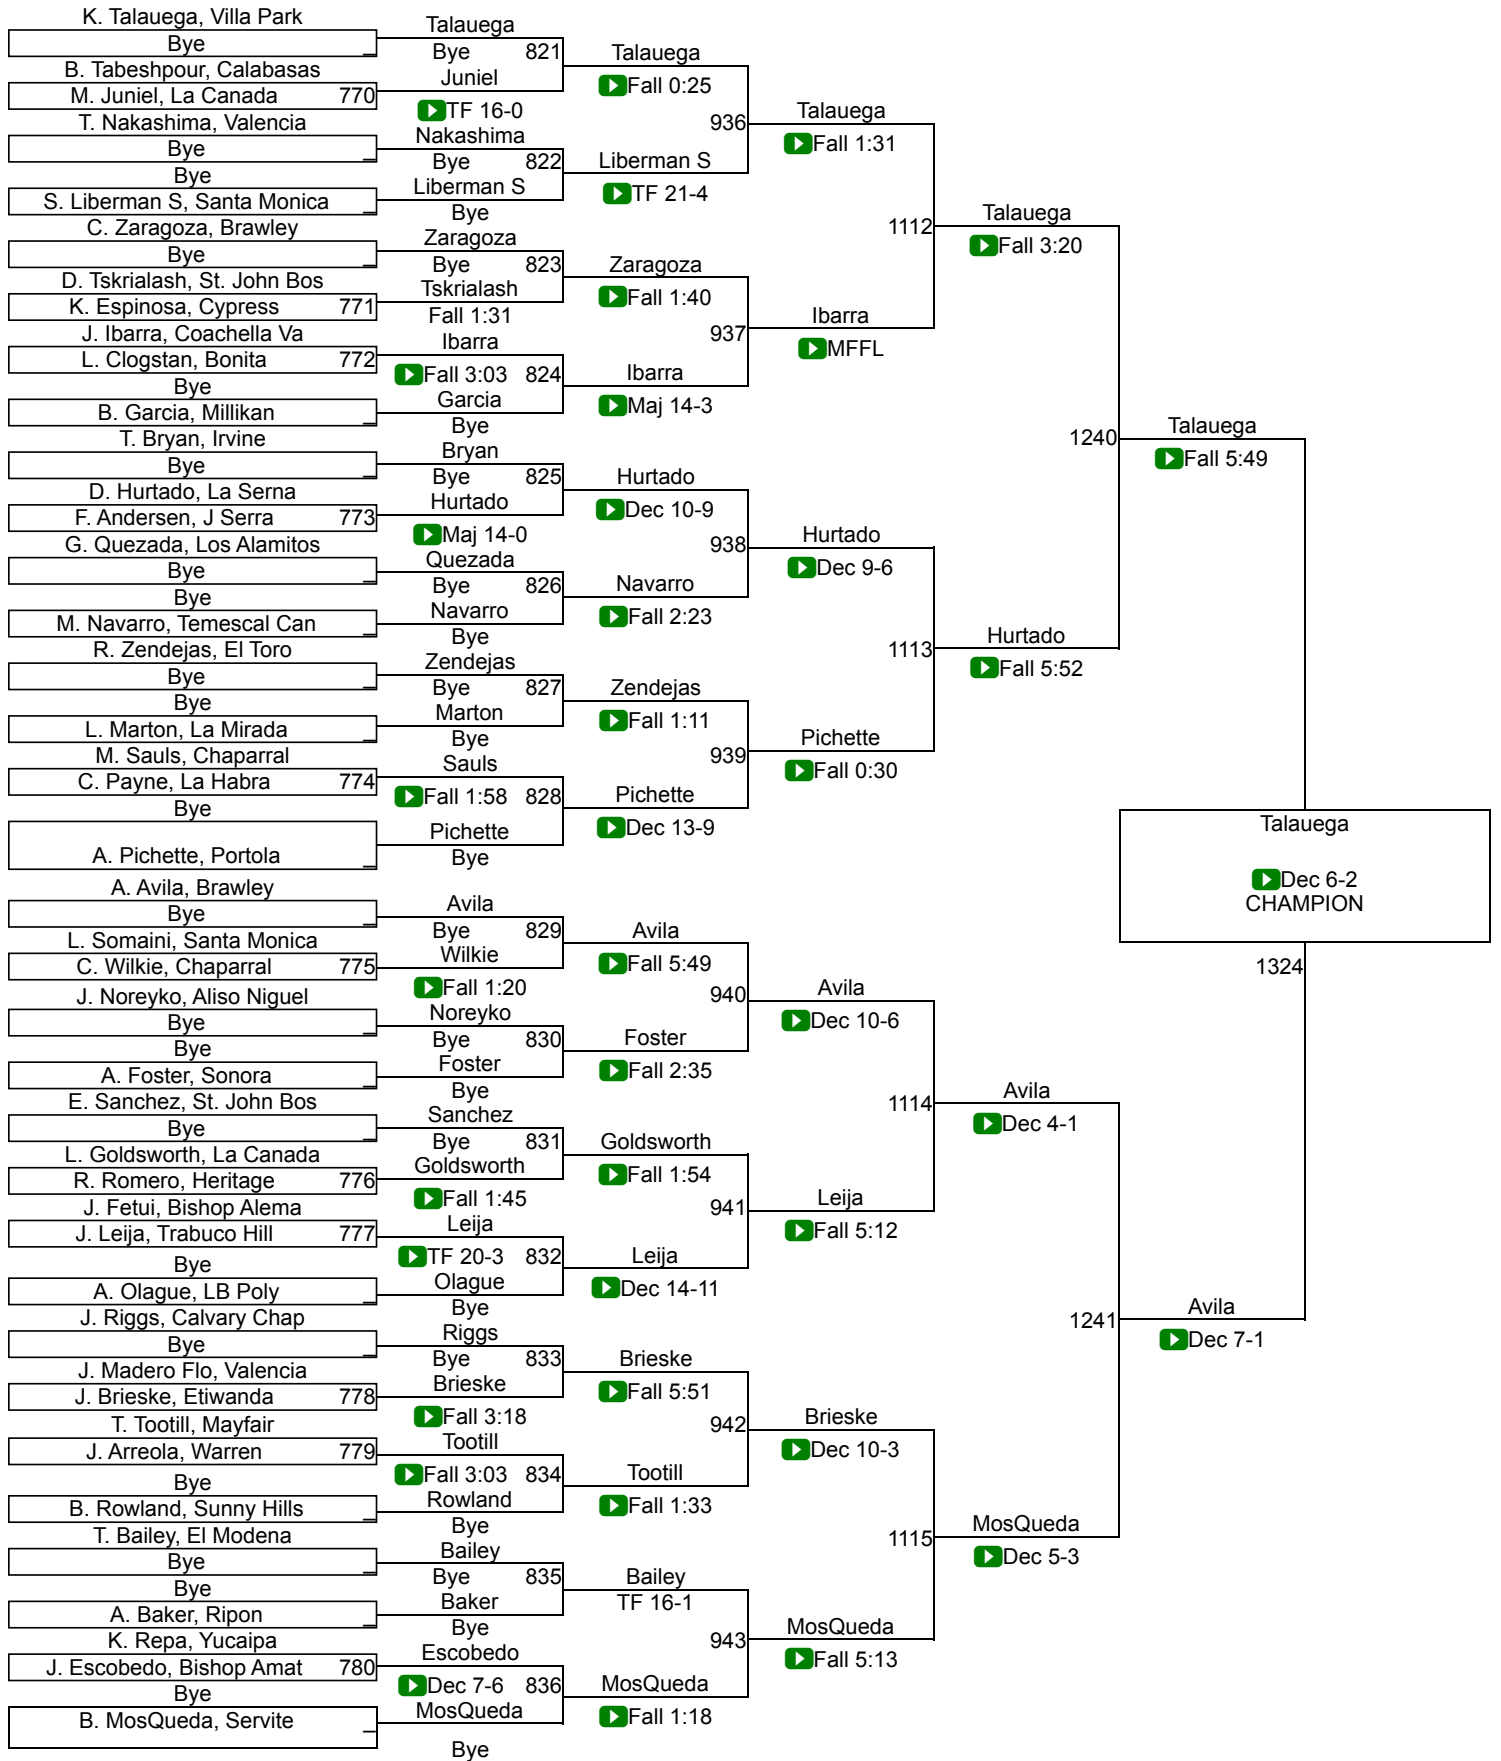 K. Talauega, Villa Park
Bye _
B. Tabeshpour, Calabasas
M. Juniel, La Canada 770
T. Nakashima, Valencia
Bye _
Bye
S. Liberman S, Santa Monica _
C. Zaragoza, Brawley
Bye _
D. Tskrialash, St. John Bos
K. Espinosa, Cypress 771
J. Ibarra, Coachella Va
L. Clogstan, Bonita 772
Bye
B. Garcia, Millikan _
T. Bryan, Irvine
Bye _
D. Hurtado, La Serna
F. Andersen, J Serra 773
G. Quezada, Los Alamitos
Bye _
Bye
M. Navarro, Temescal Can _
R. Zendejas, El Toro
Bye _
Bye
L. Marton, La Mirada _
M. Sauls, Chaparral
C. Payne, La Habra 774
Bye
A. Pichette, Portola _
A. Avila, Brawley
Bye _
L. Somaini, Santa Monica
C. Wilkie, Chaparral 775
J. Noreyko, Aliso Niguel
Bye _
Bye
A. Foster, Sonora _
E. Sanchez, St. John Bos
Bye _
L. Goldsworth, La Canada
R. Romero, Heritage 776
J. Fetui, Bishop Alema
J. Leija, Trabuco Hill 777
Bye
A. Olague, LB Poly _
J. Riggs, Calvary Chap
Bye _
J. Madero Flo, Valencia
J. Brieske, Etiwanda 778
T. Tootill, Mayfair
J. Arreola, Warren 779
Bye
B. Rowland, Sunny Hills _
T. Bailey, El Modena
Bye _
Bye
A. Baker, Ripon _
K. Repa, Yucaipa
J. Escobedo, Bishop Amat 780
Bye
B. MosQueda, Servite _
Talauega
Bye 821
Juniel
TF 16-0
Nakashima
Bye 822
Liberman S
Bye
Zaragoza
Bye 823
Tskrialash
Fall 1:31
Ibarra
Fall 3:03 824
Garcia
Bye
Bryan
Bye 825
Hurtado
Maj 14-0
Quezada
Bye 826
Navarro
Bye
Zendejas
Bye 827
Marton
Bye
Sauls
Fall 1:58 828
Pichette
Bye
Avila
Bye 829
Wilkie
Fall 1:20
Noreyko
Bye 830
Foster
Bye
Sanchez
Bye 831
Goldsworth
Fall 1:45
Leija
TF 20-3 832
Olague
Bye
Riggs
Bye 833
Brieske
Fall 3:18
Tootill
Fall 3:03 834
Rowland
Bye
Bailey
Bye 835
Baker
Bye
Escobedo
Dec 7-6 836
MosQueda
Bye
Talauega
Fall 0:25
936
Liberman S
TF 21-4
Zaragoza
Fall 1:40
937
Ibarra
Maj 14-3
Hurtado
Dec 10-9
938
Navarro
Fall 2:23
Zendejas
Fall 1:11
939
Pichette
Dec 13-9
Avila
Fall 5:49
940
Foster
Fall 2:35
Goldsworth
Fall 1:54
941
Leija
Dec 14-11
Brieske
Fall 5:51
942
Tootill
Fall 1:33
Bailey
TF 16-1
943
MosQueda
Fall 1:18
Talauega
Fall 1:31
1112
Ibarra
MFFL
Hurtado
Dec 9-6
1113
Pichette
Fall 0:30
Avila
Dec 10-6
1114
Leija
Fall 5:12
Brieske
Dec 10-3
1115
MosQueda
Fall 5:13
Talauega
Fall 3:20
1240
Hurtado
Fall 5:52
Avila
Dec 4-1
1241
MosQueda
Dec 5-3
Talauega
Fall 5:49
Talauega
Dec 6-2
CHAMPION
1324
Avila
Dec 7-1